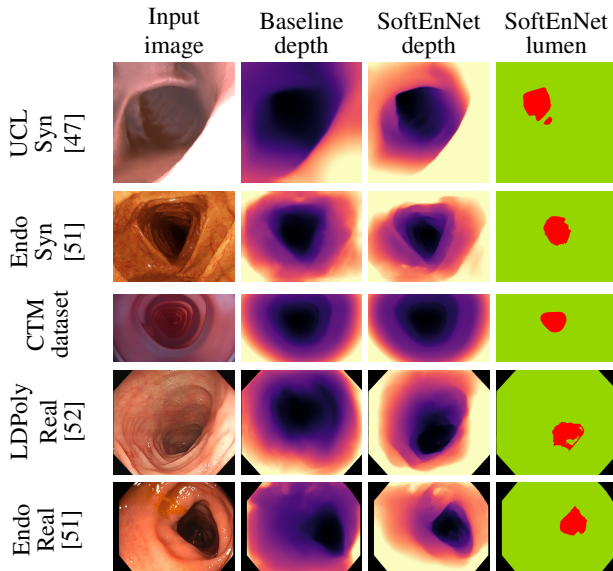 Input image
Baseline depth
SoftEnNet depth
SoftEnNet lumen
UCL
Syn
[47]
Endo
Syn
[51]
CTM
dataset
LDPoly
Real
[52]
Endo
Real
[51]